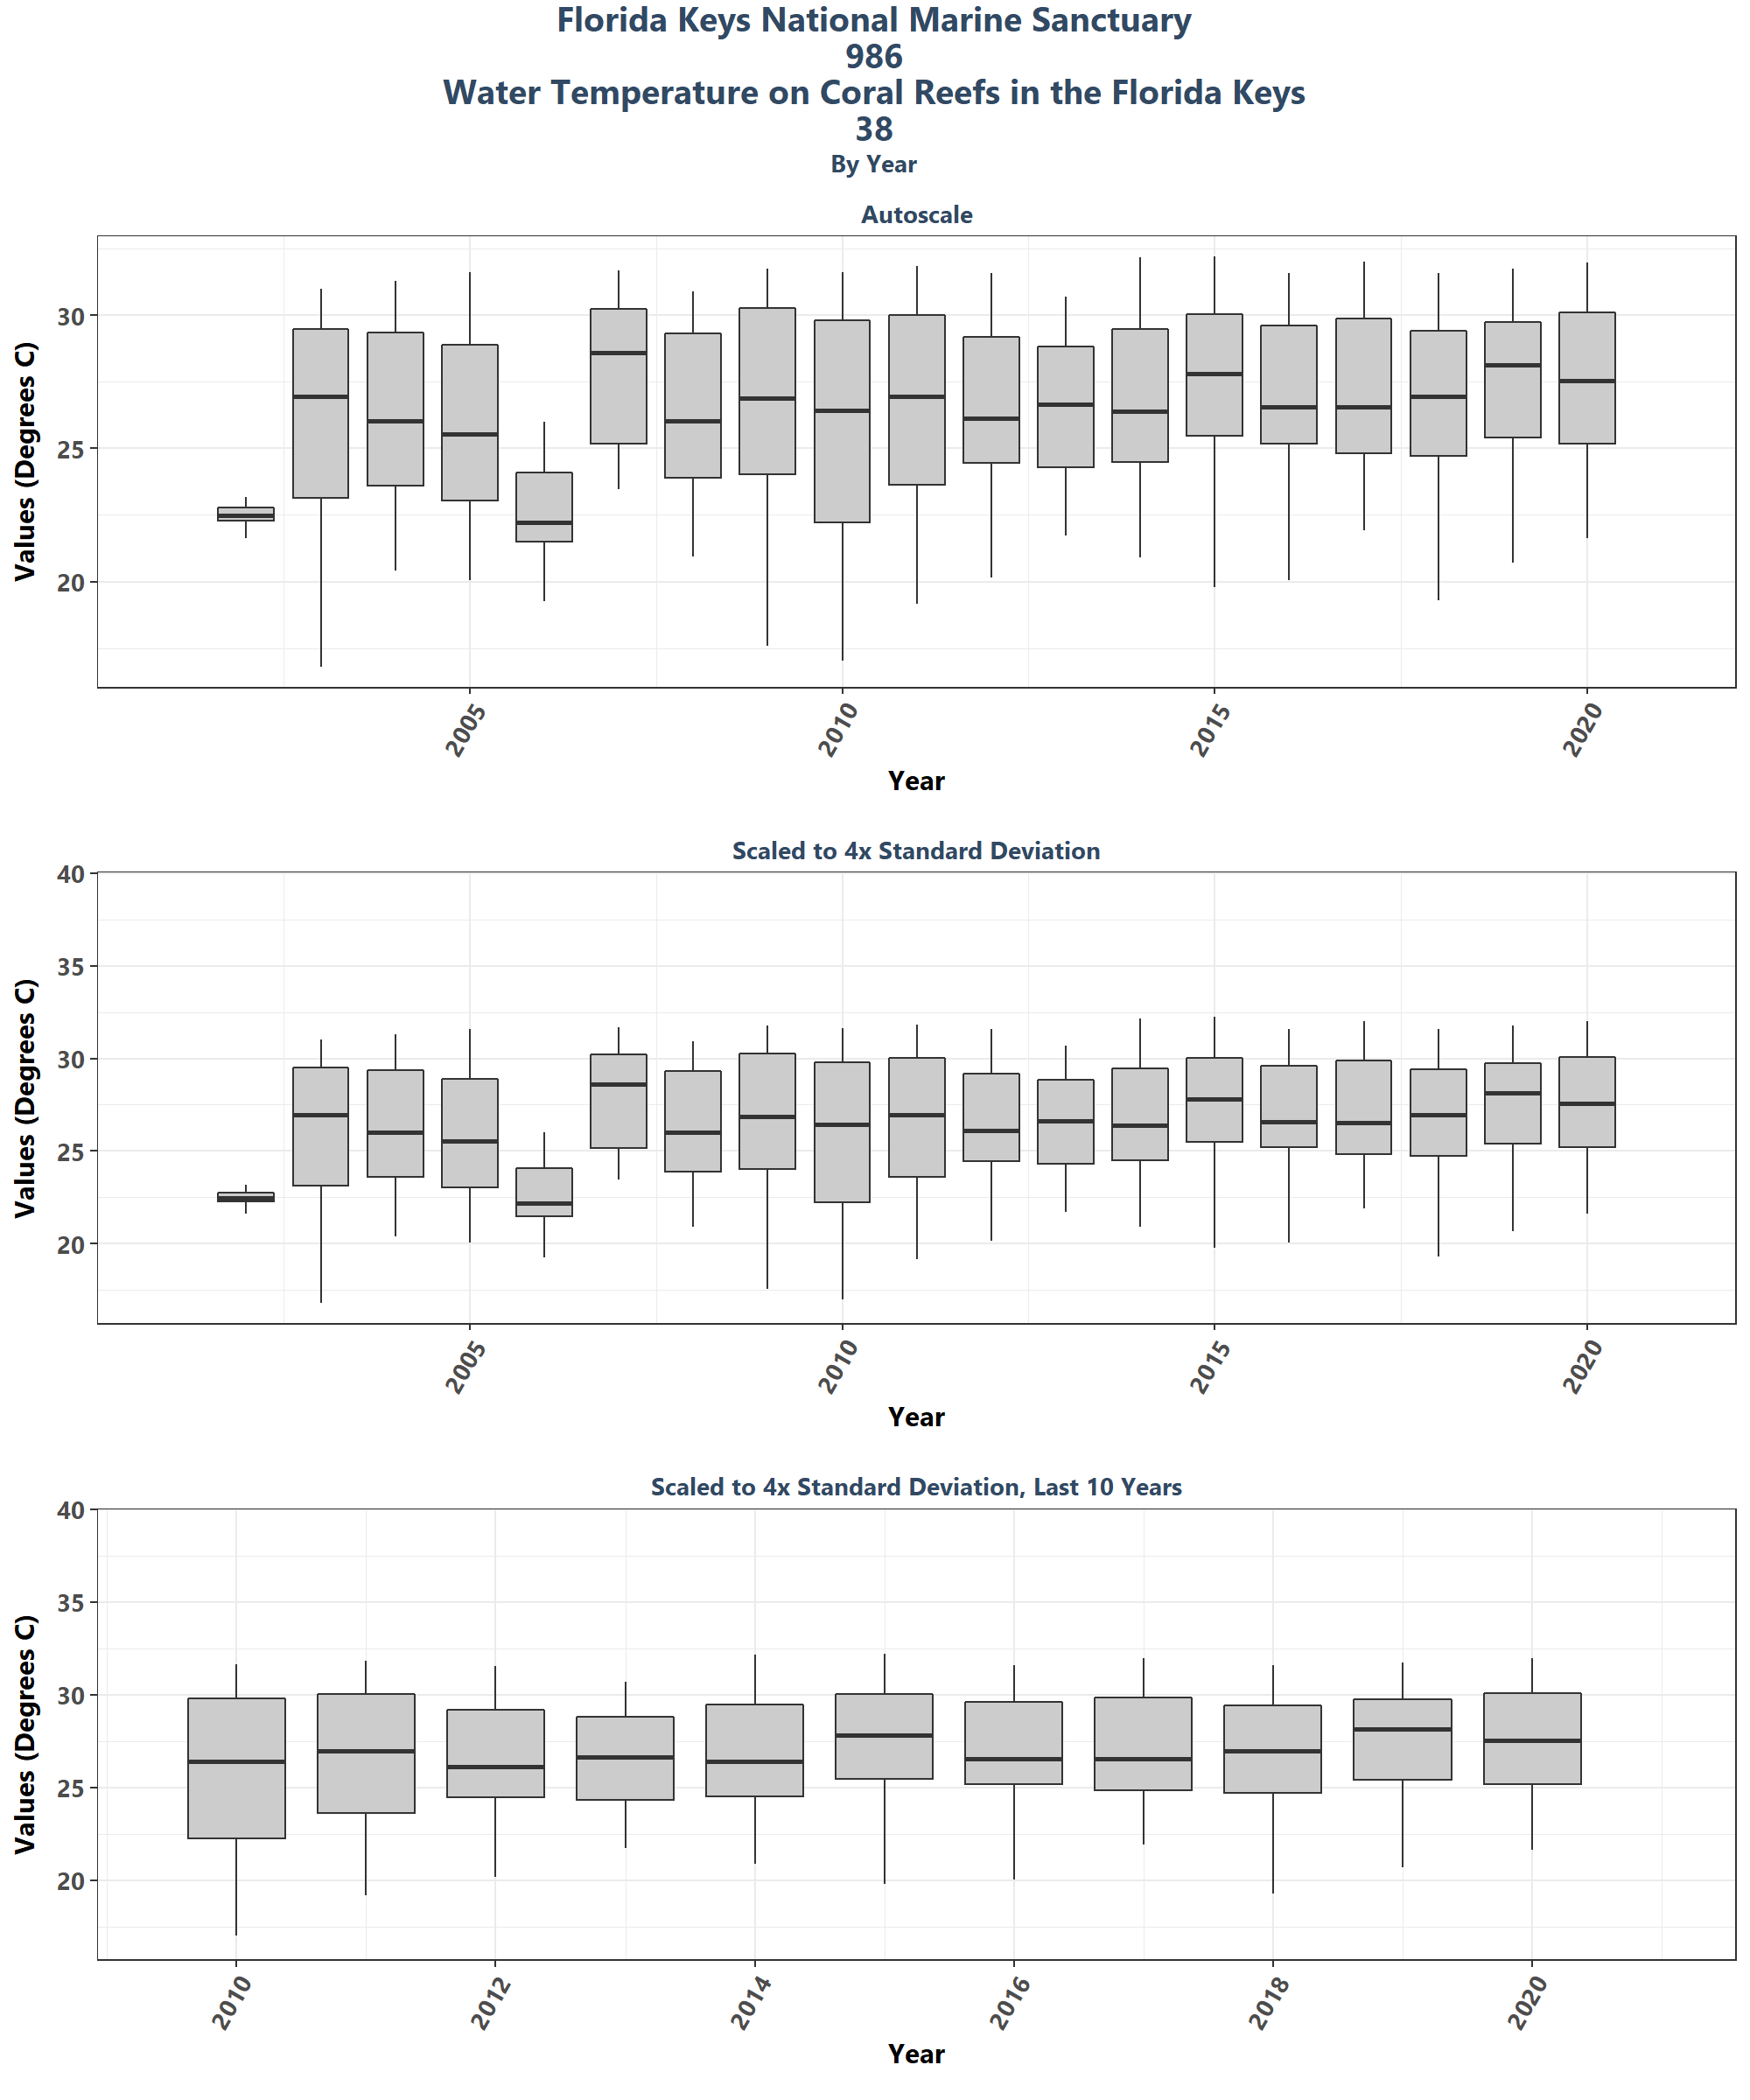 Florida Keys National Marine Sanctuary
986
Water Temperature on Coral Reefs in the Florida Keys
38
By Year
Autoscale
Values (Degrees C)
30
25
20
2005
2010
2015
2020
Year
Scaled to 4x Standard Deviation
Values (Degrees C)
40
35
30
25
20
2005
2010
2015
2020
Year
Scaled to 4x Standard Deviation, Last 10 Years
Values (Degrees C)
40
35
30
25
20
2010
2012
2014
2016
2018
2020
Year